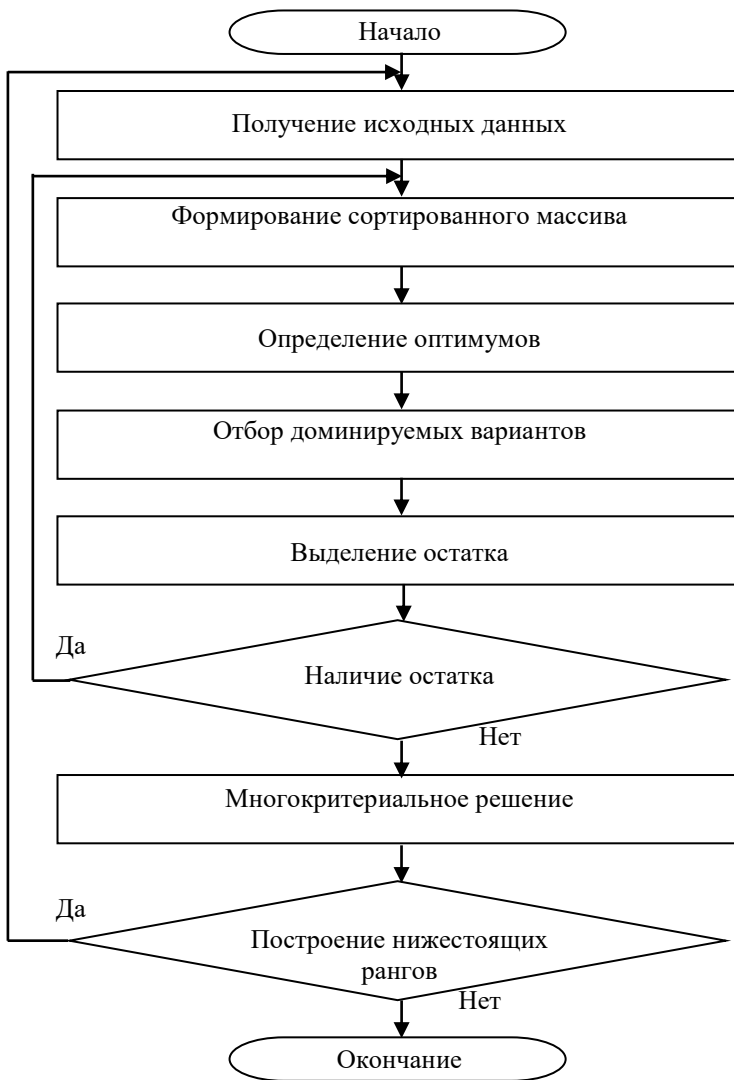 Начало
Получение исходных данных
Формирование сортированного массива
Определение оптимумов
Отбор доминируемых вариантов
Выделение остатка
Да
Наличие остатка
Нет
Многокритериальное решение
Да
Построение нижестоящих
рангов
Нет
Окончание